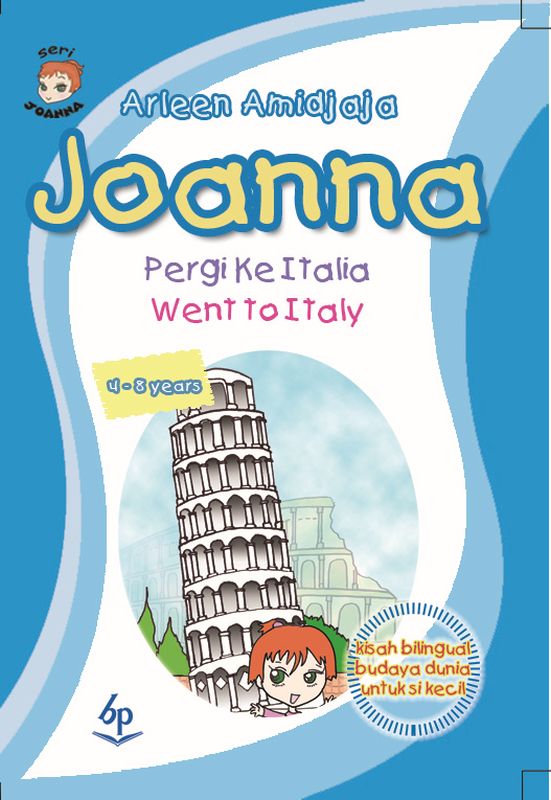 seri
JOANNA
Arleen Amidjaja
Joanna
Pergi Ke Italia
Went to Italy
4 - 8 years
kisah bilingual
budaya dunia
untuk si kecil
bp